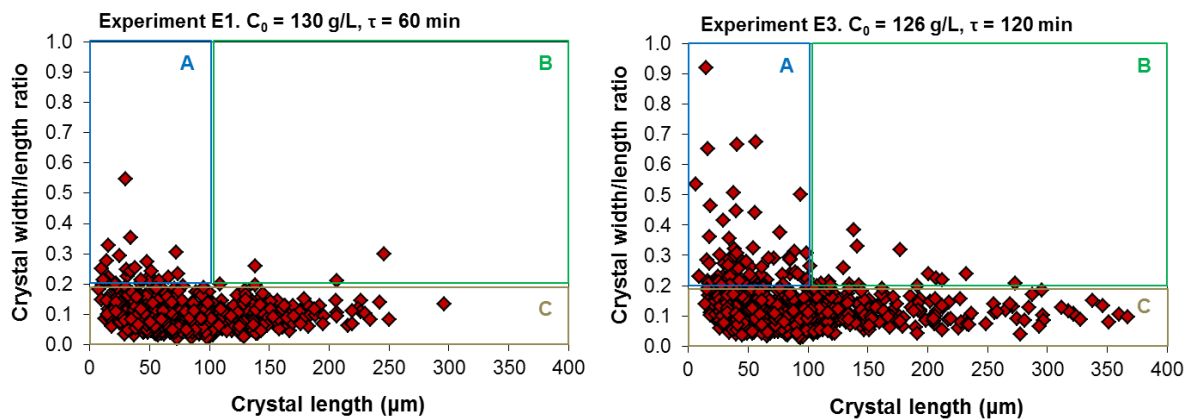 Experiment E1. C₀ = 130 g/L, τ = 60 min
Crystal width/length ratio
1.0
0.9
0.8
0.7
0.6
0.5
0.4
0.3
0.2
0.1
0.0
A
B
C
0 50 100 150 200 250 300 350 400
Crystal length (μm)
Experiment E3. C₀ = 126 g/L, τ = 120 min
Crystal width/length ratio
1.0
0.9
0.8
0.7
0.6
0.5
0.4
0.3
0.2
0.1
0.0
A
B
C
0 50 100 150 200 250 300 350 400
Crystal length (μm)